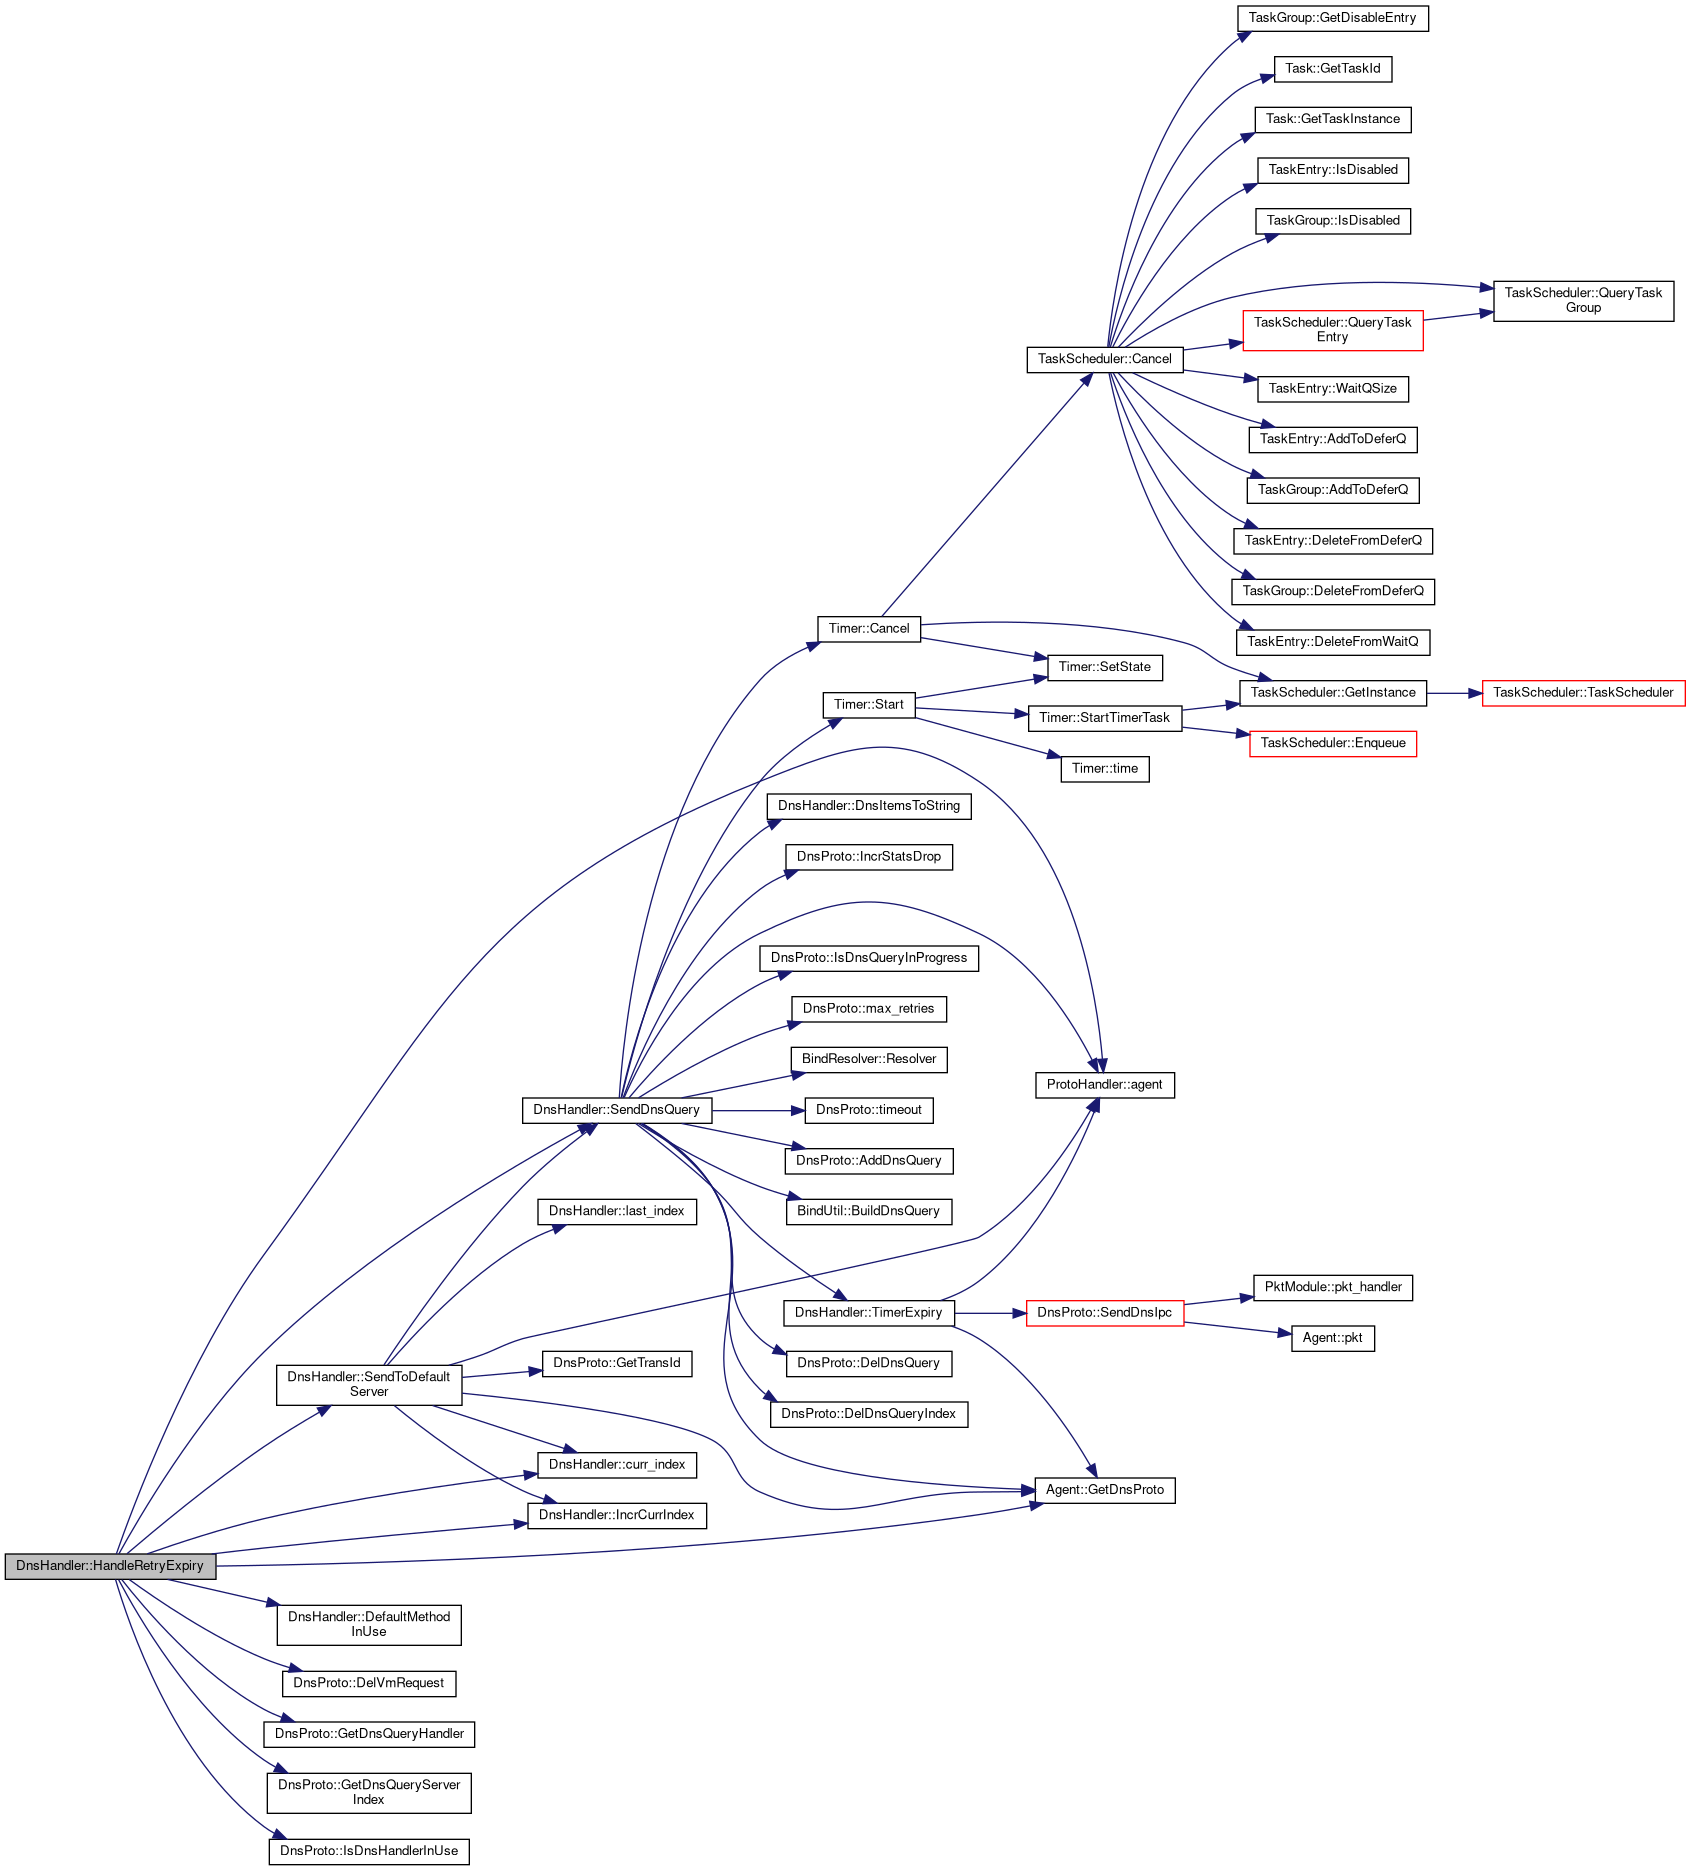 TaskGroup::GetDisableEntry
Task::GetTaskId
Task::GetTaskInstance
TaskEntry::IsDisabled
TaskGroup::IsDisabled
TaskScheduler::QueryTask
Group
TaskScheduler::QueryTask
Entry
TaskScheduler::Cancel
TaskEntry::WaitQSize
TaskEntry::AddToDeferQ
TaskGroup::AddToDeferQ
TaskEntry::DeleteFromDeferQ
TaskGroup::DeleteFromDeferQ
Timer::Cancel
TaskEntry::DeleteFromWaitQ
Timer::SetState
TaskScheduler::GetInstance
TaskScheduler::TaskScheduler
Timer::Start
Timer::StartTimerTask
TaskScheduler::Enqueue
Timer::time
DnsHandler::DnsItemsToString
DnsProto::IncrStatsDrop
DnsProto::IsDnsQueryInProgress
DnsProto::max_retries
BindResolver::Resolver
ProtoHandler::agent
DnsHandler::SendDnsQuery
DnsProto::timeout
DnsProto::AddDnsQuery
DnsHandler::last_index
BindUtil::BuildDnsQuery
PktModule::pkt_handler
DnsHandler::TimerExpiry
DnsProto::SendDnsIpc
Agent::pkt
DnsProto::GetTransId
DnsProto::DelDnsQuery
DnsHandler::SendToDefault
Server
DnsProto::DelDnsQueryIndex
DnsHandler::curr_index
Agent::GetDnsProto
DnsHandler::IncrCurrIndex
DnsHandler::HandleRetryExpiry
DnsHandler::DefaultMethod
InUse
DnsProto::DelVmRequest
DnsProto::GetDnsQueryHandler
DnsProto::GetDnsQueryServer
Index
DnsProto::IsDnsHandlerInUse